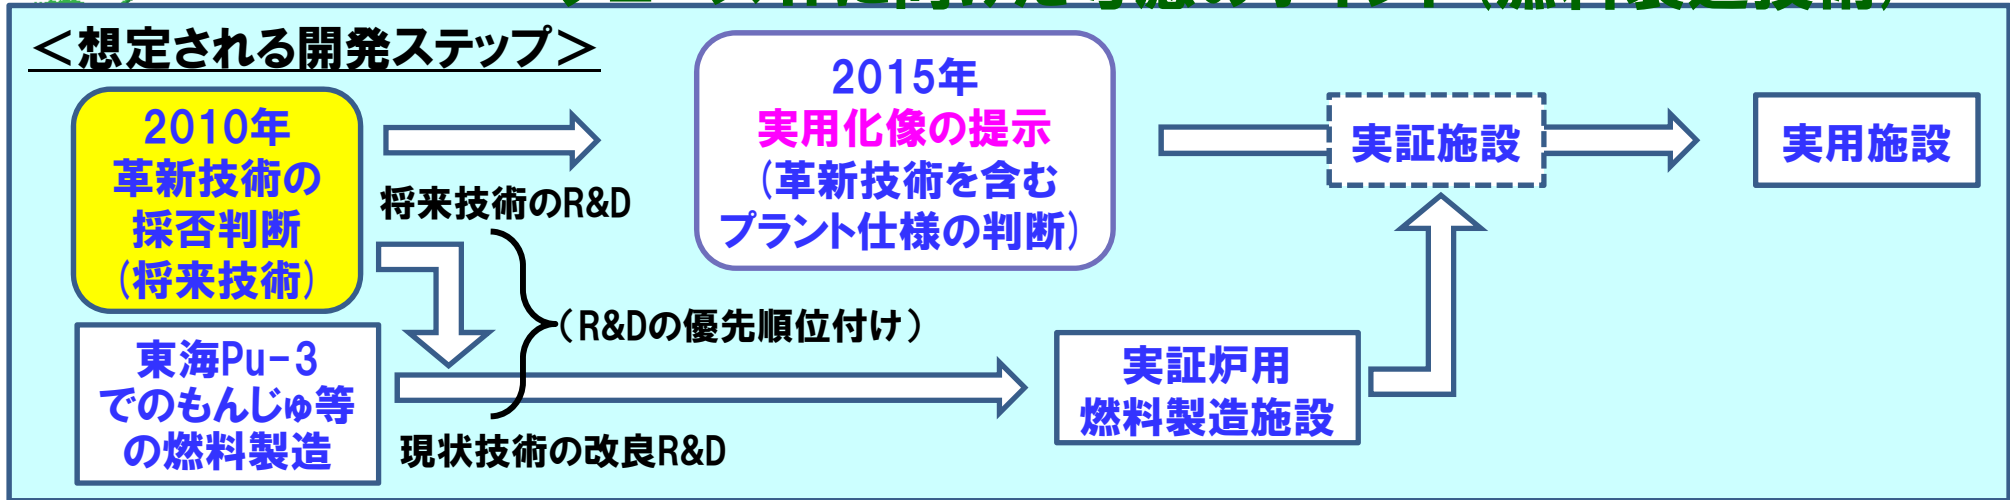 ＜想定される開発ステップ＞
2010年
革新技術の
採否判断
(将来技術)
将来技術のR&D
2015年
実用化像の提示
(革新技術を含む
プラント仕様の判断)
実証施設
実用施設
(R&Dの優先順位付け)
東海Pu-3
でのもんじゅ等
の燃料製造
現状技術の改良R&D
実証炉用
燃料製造施設